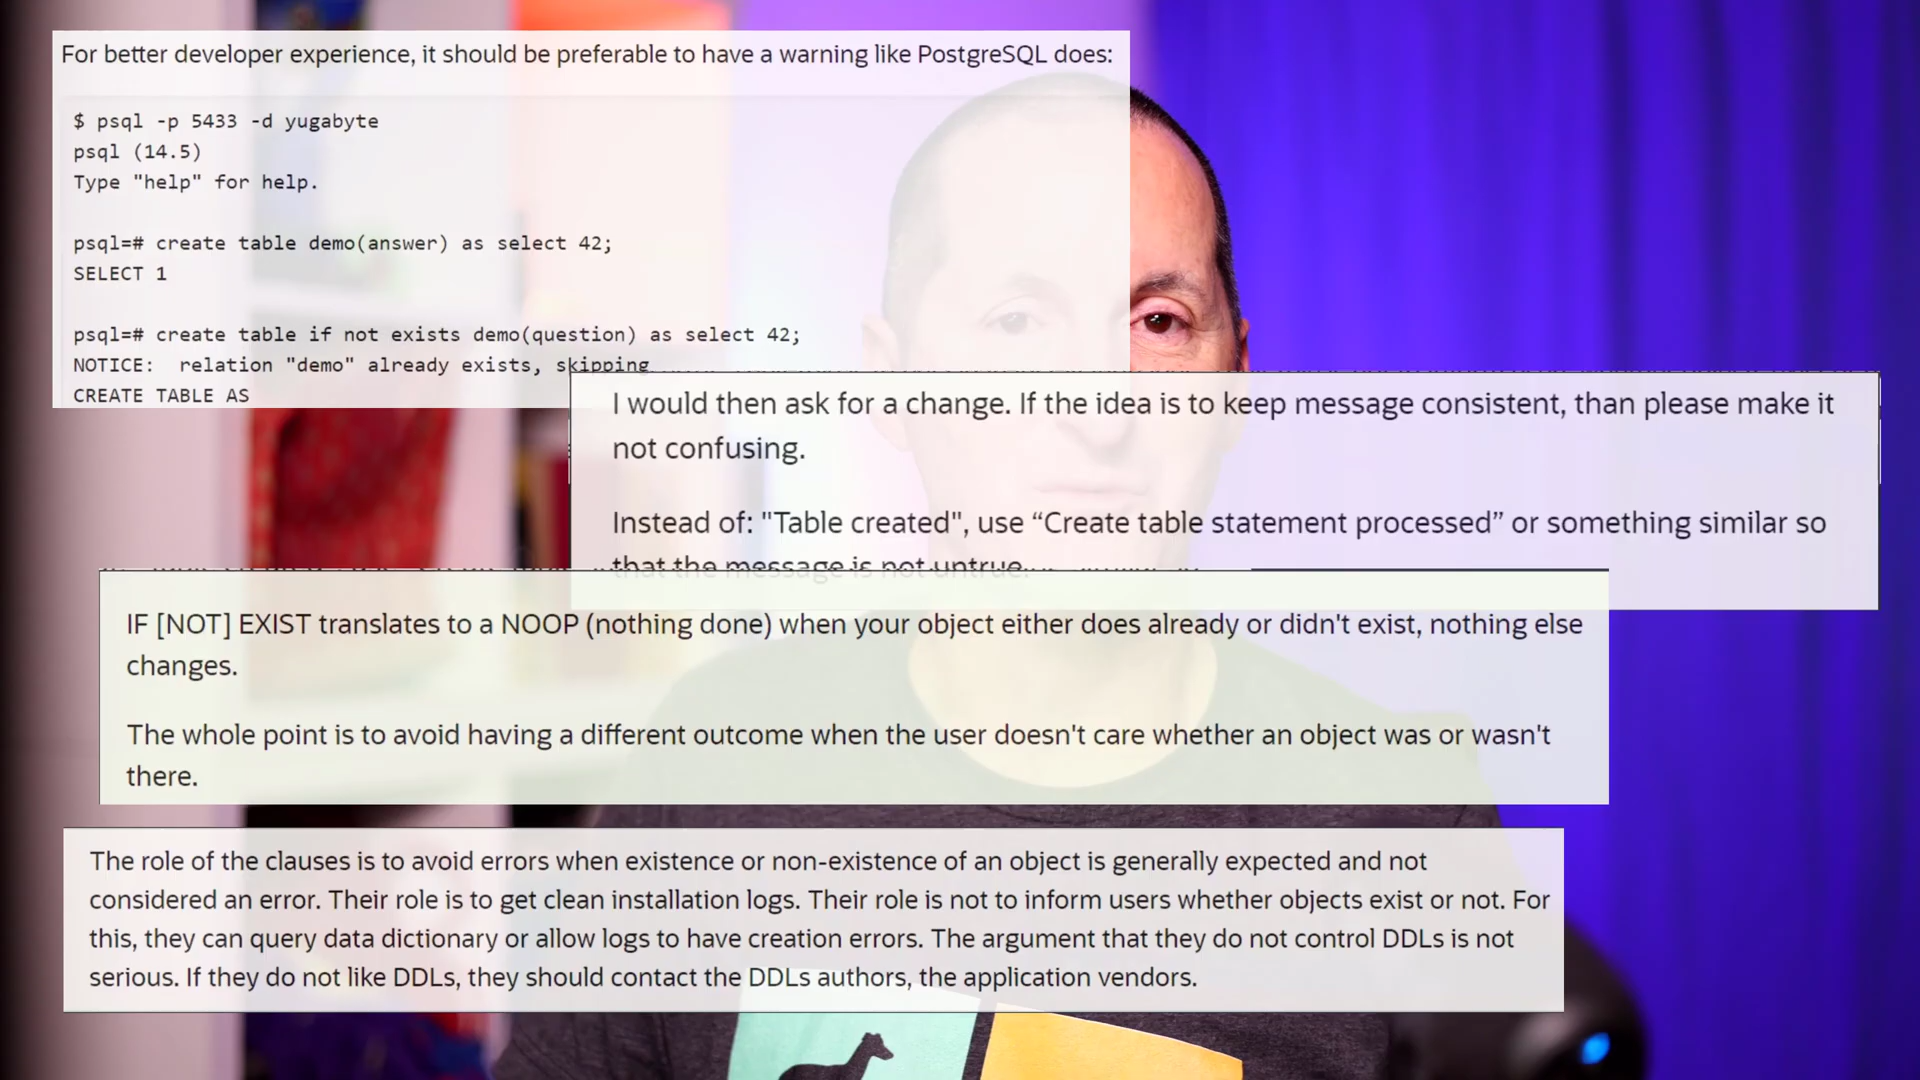 For better developer experience, it should be preferable to have a warning like PostgreSQL does:
$ psql -p 5433 -d yugabyte
psql (14.5)
Type "help" for help.
psql=# create table demo(answer) as select 42;
SELECT 1
psql=# create table if not exists demo(question) as select 42;
NOTICE:  relation "demo" already exists, skipping
CREATE TABLE AS
I would then ask for a change. If the idea is to keep message consistent, than please make it
not confusing.
Instead of: "Table created", use “Create table statement processed” or something similar so
that the message is not untrue.
IF [NOT] EXIST translates to a NOOP (nothing done) when your object either does already or didn't exist, nothing else
changes.
The whole point is to avoid having a different outcome when the user doesn't care whether an object was or wasn't
there.
The role of the clauses is to avoid errors when existence or non-existence of an object is generally expected and not
considered an error. Their role is to get clean installation logs. Their role is not to inform users whether objects exist or not. For
this, they can query data dictionary or allow logs to have creation errors. The argument that they do not control DDLs is not
serious. If they do not like DDLs, they should contact the DDLs authors, the application vendors.